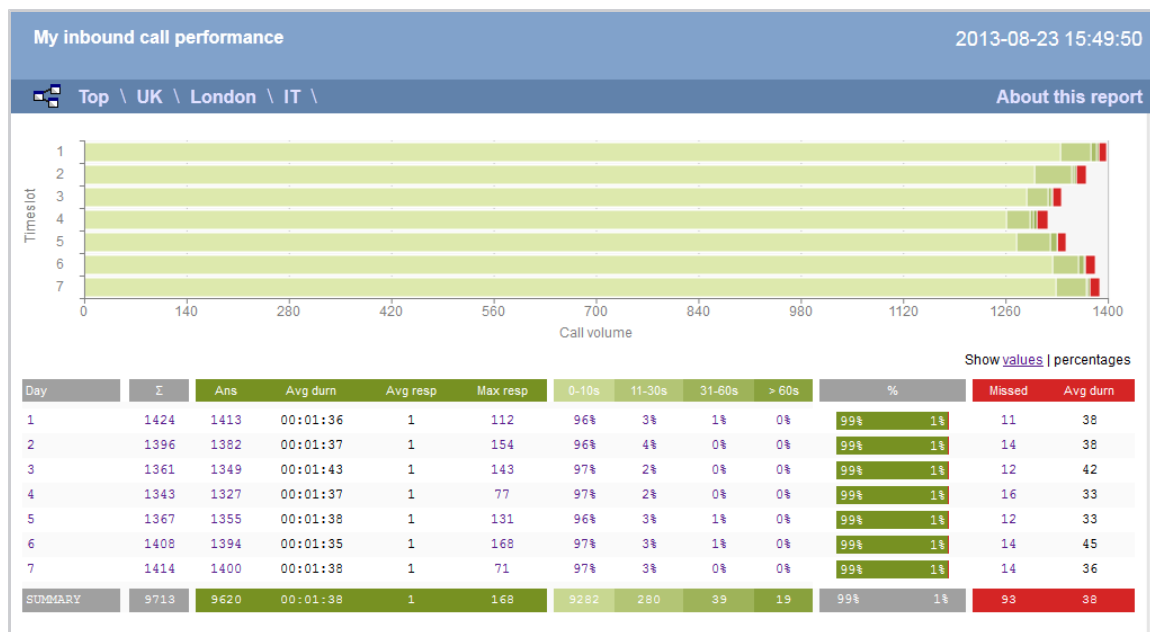 My inbound call performance 2013-08-23 15:49:50
Top \ UK \ London \ IT \ About this report
Timeslot
1
2
3
4
5
6
7
0 140 280 420 560 700 840 980 1120 1260 1400
Call volume
Show values | percentages
Day Σ Ans Avg durn Avg resp Max resp 0-10s 11-30s 31-60s > 60s % Missed Avg durn
1 1424 1413 00:01:36 1 112 96% 3% 1% 0% 99% 1% 11 38
2 1396 1382 00:01:37 1 154 96% 4% 0% 0% 99% 1% 14 38
3 1361 1349 00:01:43 1 143 97% 2% 0% 0% 99% 1% 12 42
4 1343 1327 00:01:37 1 77 97% 2% 0% 0% 99% 1% 16 33
5 1367 1355 00:01:38 1 131 96% 3% 1% 0% 99% 1% 12 33
6 1408 1394 00:01:35 1 168 97% 3% 1% 0% 99% 1% 14 45
7 1414 1400 00:01:38 1 71 97% 3% 0% 0% 99% 1% 14 36
SUMMARY 9713 9620 00:01:38 1 168 9282 280 39 19 99% 1% 93 38